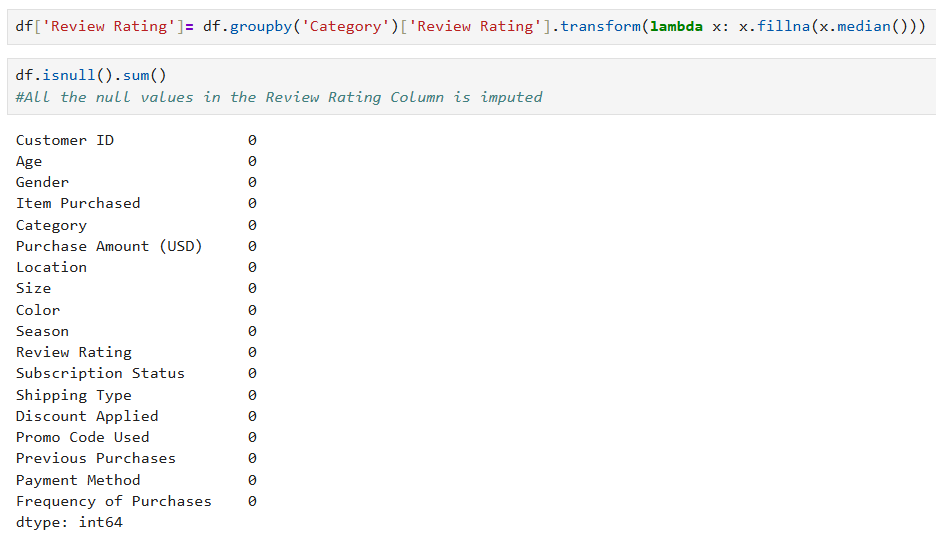 df['Review Rating']= df.groupby('Category')['Review Rating'].transform(lambda x: x.fillna(x.median()))
df.isnull().sum()
#All the null values in the Review Rating Column is imputed
Customer ID 0
Age 0
Gender 0
Item Purchased 0
Category 0
Purchase Amount (USD) 0
Location 0
Size 0
Color 0
Season 0
Review Rating 0
Subscription Status 0
Shipping Type 0
Discount Applied 0
Promo Code Used 0
Previous Purchases 0
Payment Method 0
Frequency of Purchases 0
dtype: int64